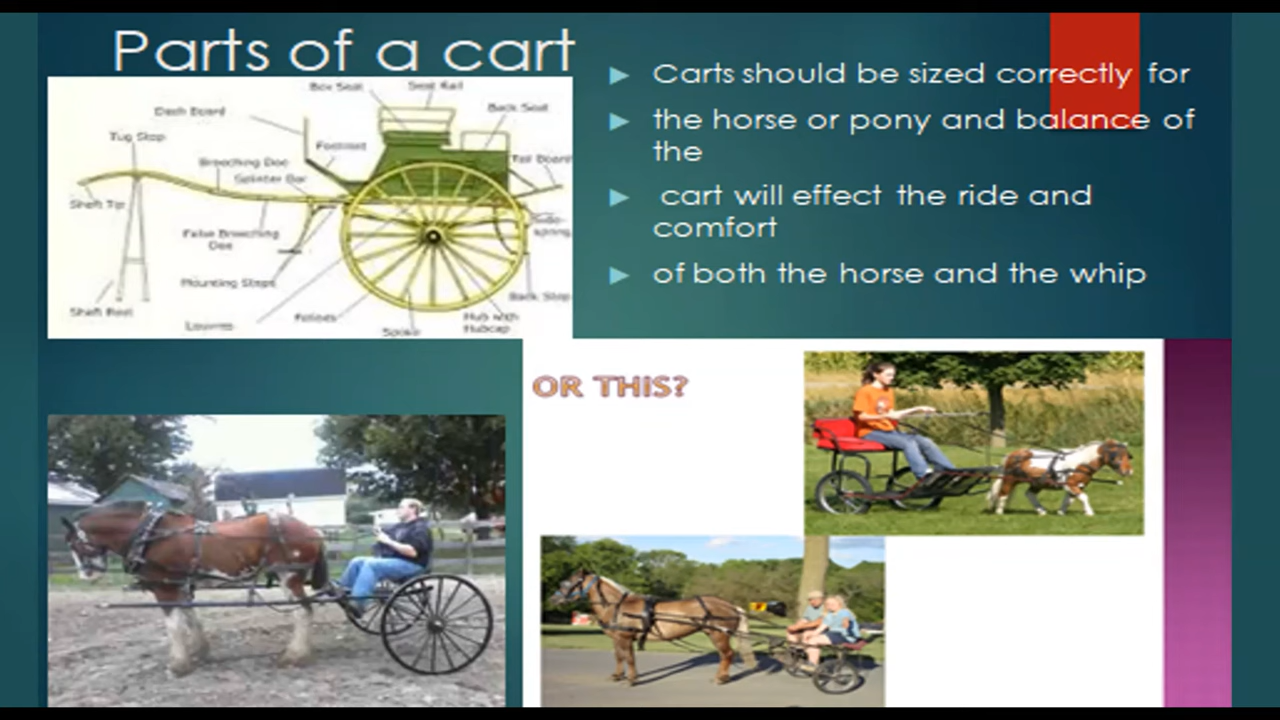 Parts of a cart
Carts should be sized correctly for
the horse or pony and balance of
the
cart will effect the ride and
comfort
of both the horse and the whip
Box Seat
Seat Rail
Dash Board
Back Seat
Tug Stop
Footrest
Breeching Dee
Tail Board
Splinter Bar
Shaft Tip
False Breeching
Dee
Side-
spring
Mounting Steps
Back Step
Shaft Rest
Louvres
Felloes
Spoke
Hub with
Hubcap
OR THIS?